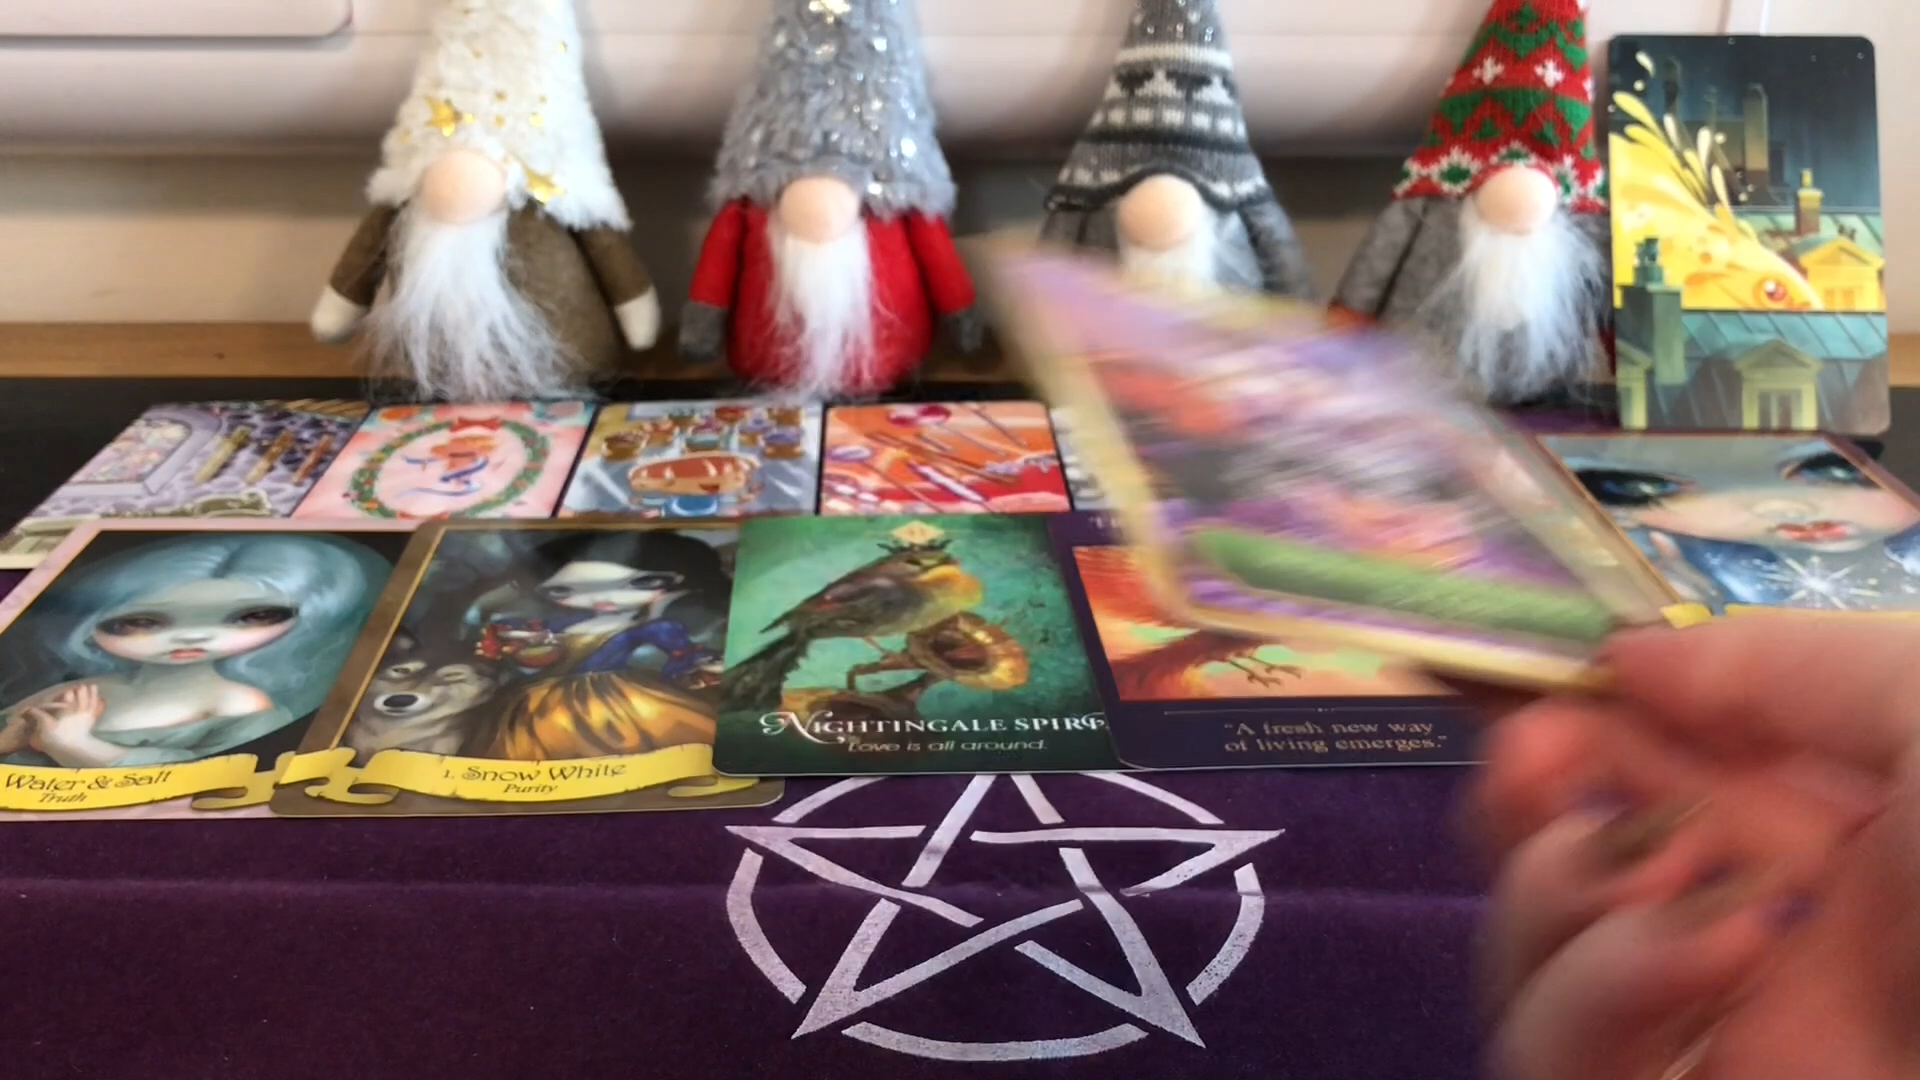 Water & Salt
Truth
1. Snow White
Purity
NIGHTINGALE SPIRIT
Love is all around.
"A fresh new way
of living emerges."